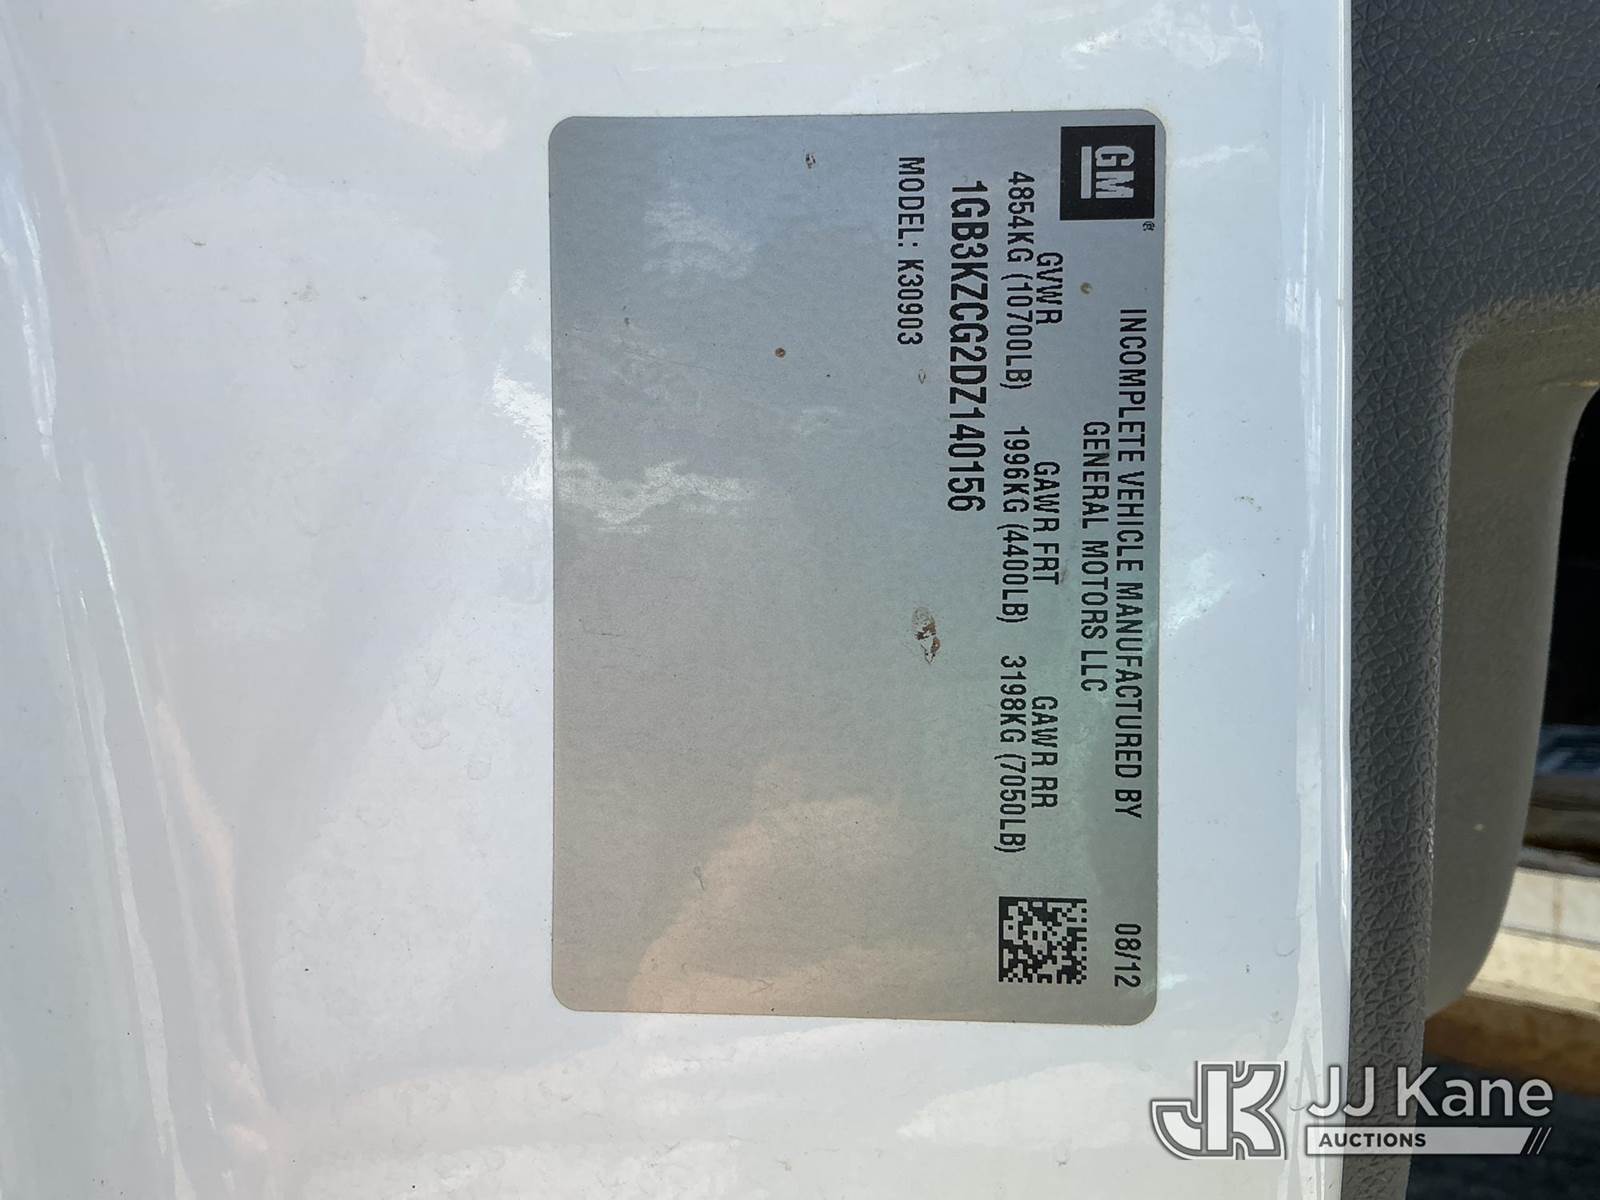 GM®
INCOMPLETE VEHICLE MANUFACTURED BY 08/12
GENERAL MOTORS LLC
GVWR GAWR FRT GAWR RR
4854KG (10700LB) 1996KG (4400LB) 3198KG (7050LB)
1GB3KZCG2DZ140156
MODEL: K30903
JK JJ Kane
AUCTIONS